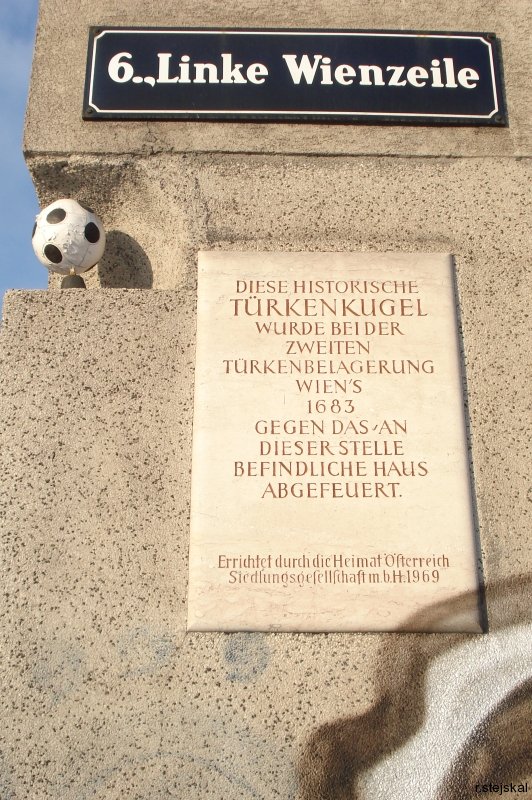 6., Linke Wienzeile
DIESE HISTORISCHE
TÜRKENKUGEL
WURDE BEI DER
ZWEITEN
TÜRKENBELAGERUNG
WIEN'S
1683
GEGEN DAS-AN
DIESER STELLE
BEFINDLICHE HAUS
ABGEFEUERT.
Errichtet durch die Heimat Öſterreich
Siedlungsgeſellſchaft m.b.H. 1969
r.stejskal